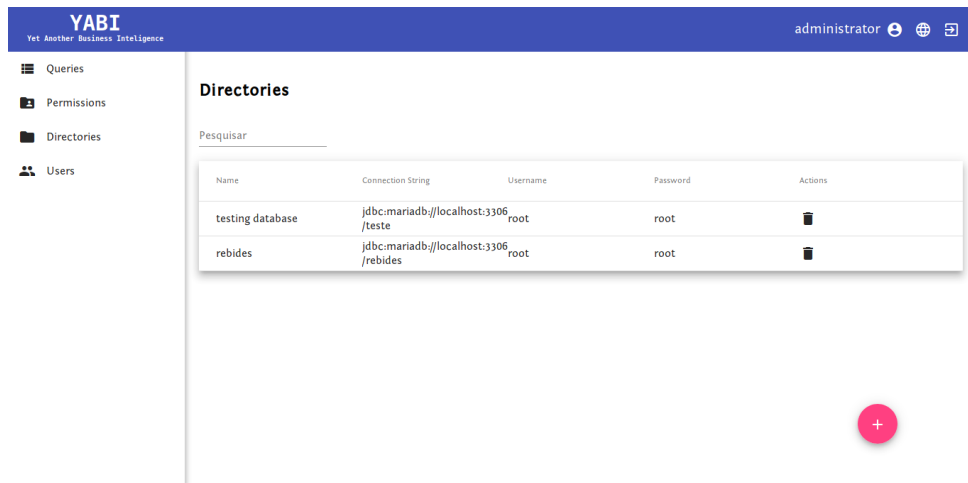 YABI
Yet Another Business Inteligence
administrator
Queries
Permissions
Directories
Users
Directories
Pesquisar
Name Connection String Username Password Actions
testing database jdbc:mariadb://localhost:3306 root root
/teste
rebides jdbc:mariadb://localhost:3306 root root
/rebides
+